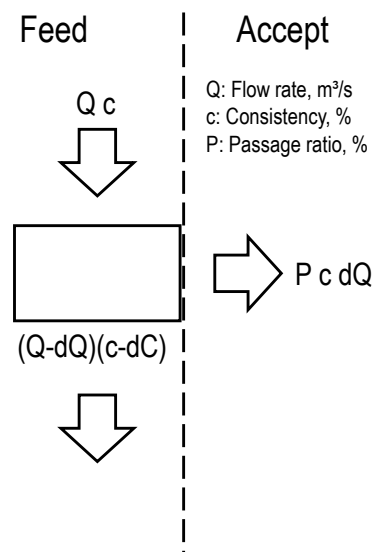 Feed
Accept
Q: Flow rate, m³/s
c: Consistency, %
P: Passage ratio, %
Q c
P c dQ
(Q-dQ)(c-dC)